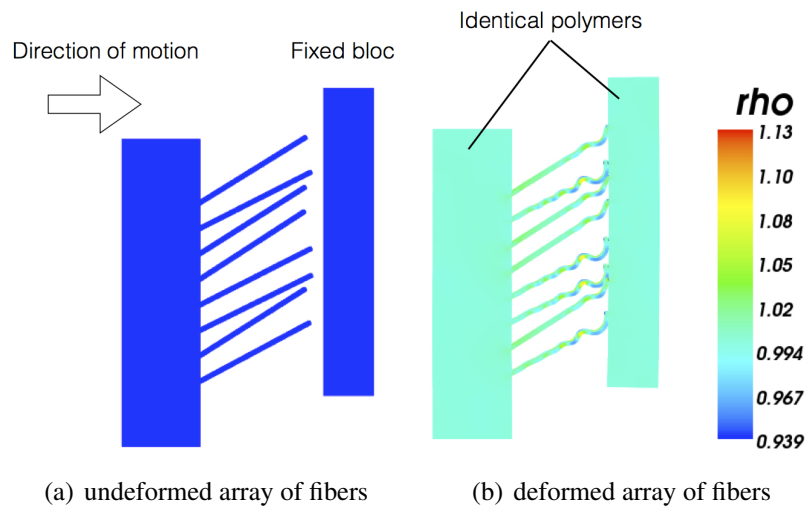 Identical polymers
Direction of motion
Fixed bloc
rho
1.13
1.10
1.08
1.05
1.02
0.994
0.967
0.939
(a) undeformed array of fibers
(b) deformed array of fibers